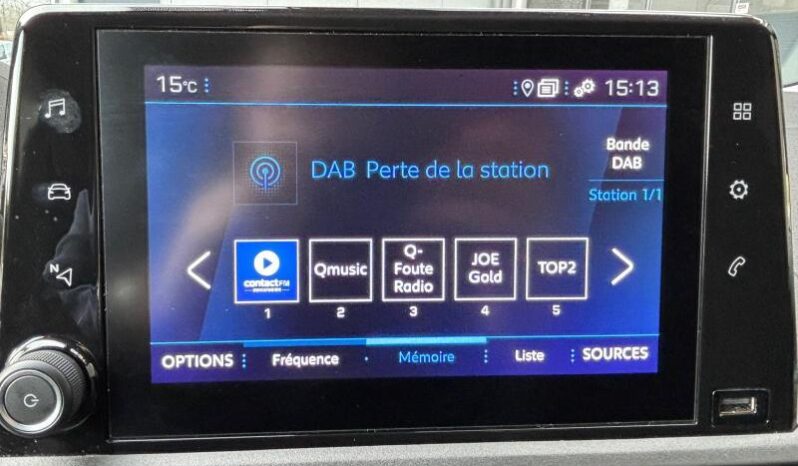 15°C
15:13
DAB Perte de la station
Bande
DAB
Station 1/1
contactFM
Qmusic
Q-
Foute
Radio
JOE
Gold
TOP2
1
2
3
4
5
OPTIONS
Fréquence
Mémoire
Liste
SOURCES
N